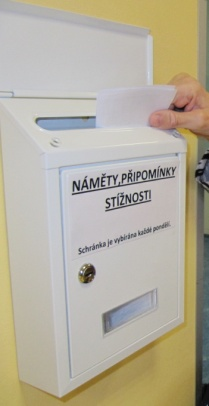 NÁMĚTY,PŘIPOMÍNKY
STÍŽNOSTI
Schránka je vybírána každé pondělí.